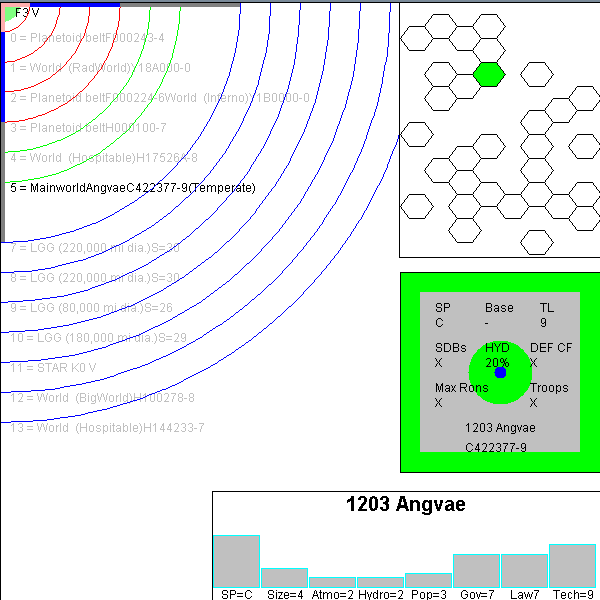 F3 V
0 = Planetoid beltF000243-4
1 = World  (RadWorld)Y18A000-0
2 = Planetoid beltF000224-6World  (Inferno)Y1B0000-0
3 = Planetoid beltH000100-7
4 = World  (Hospitable)H175264-8
5 = MainworldAngvaeC422377-9(Temperate)
7 = LGG (220,000 mi dia.)S=30
8 = LGG (220,000 mi dia.)S=30
9 = LGG (80,000 mi dia.)S=26
10 = LGG (180,000 mi dia.)S=29
11 = STAR K0 V
12 = World  (BigWorld)H100278-8
13 = World  (Hospitable)H144233-7
SP Base TL
C - 9
SDBs HYD DEF CF
X 20% X
Max Rons Troops
X X
1203 Angvae
C422377-9
1203 Angvae
SP=C Size=4 Atmo=2 Hydro=2 Pop=3 Gov=7 Law7 Tech=9